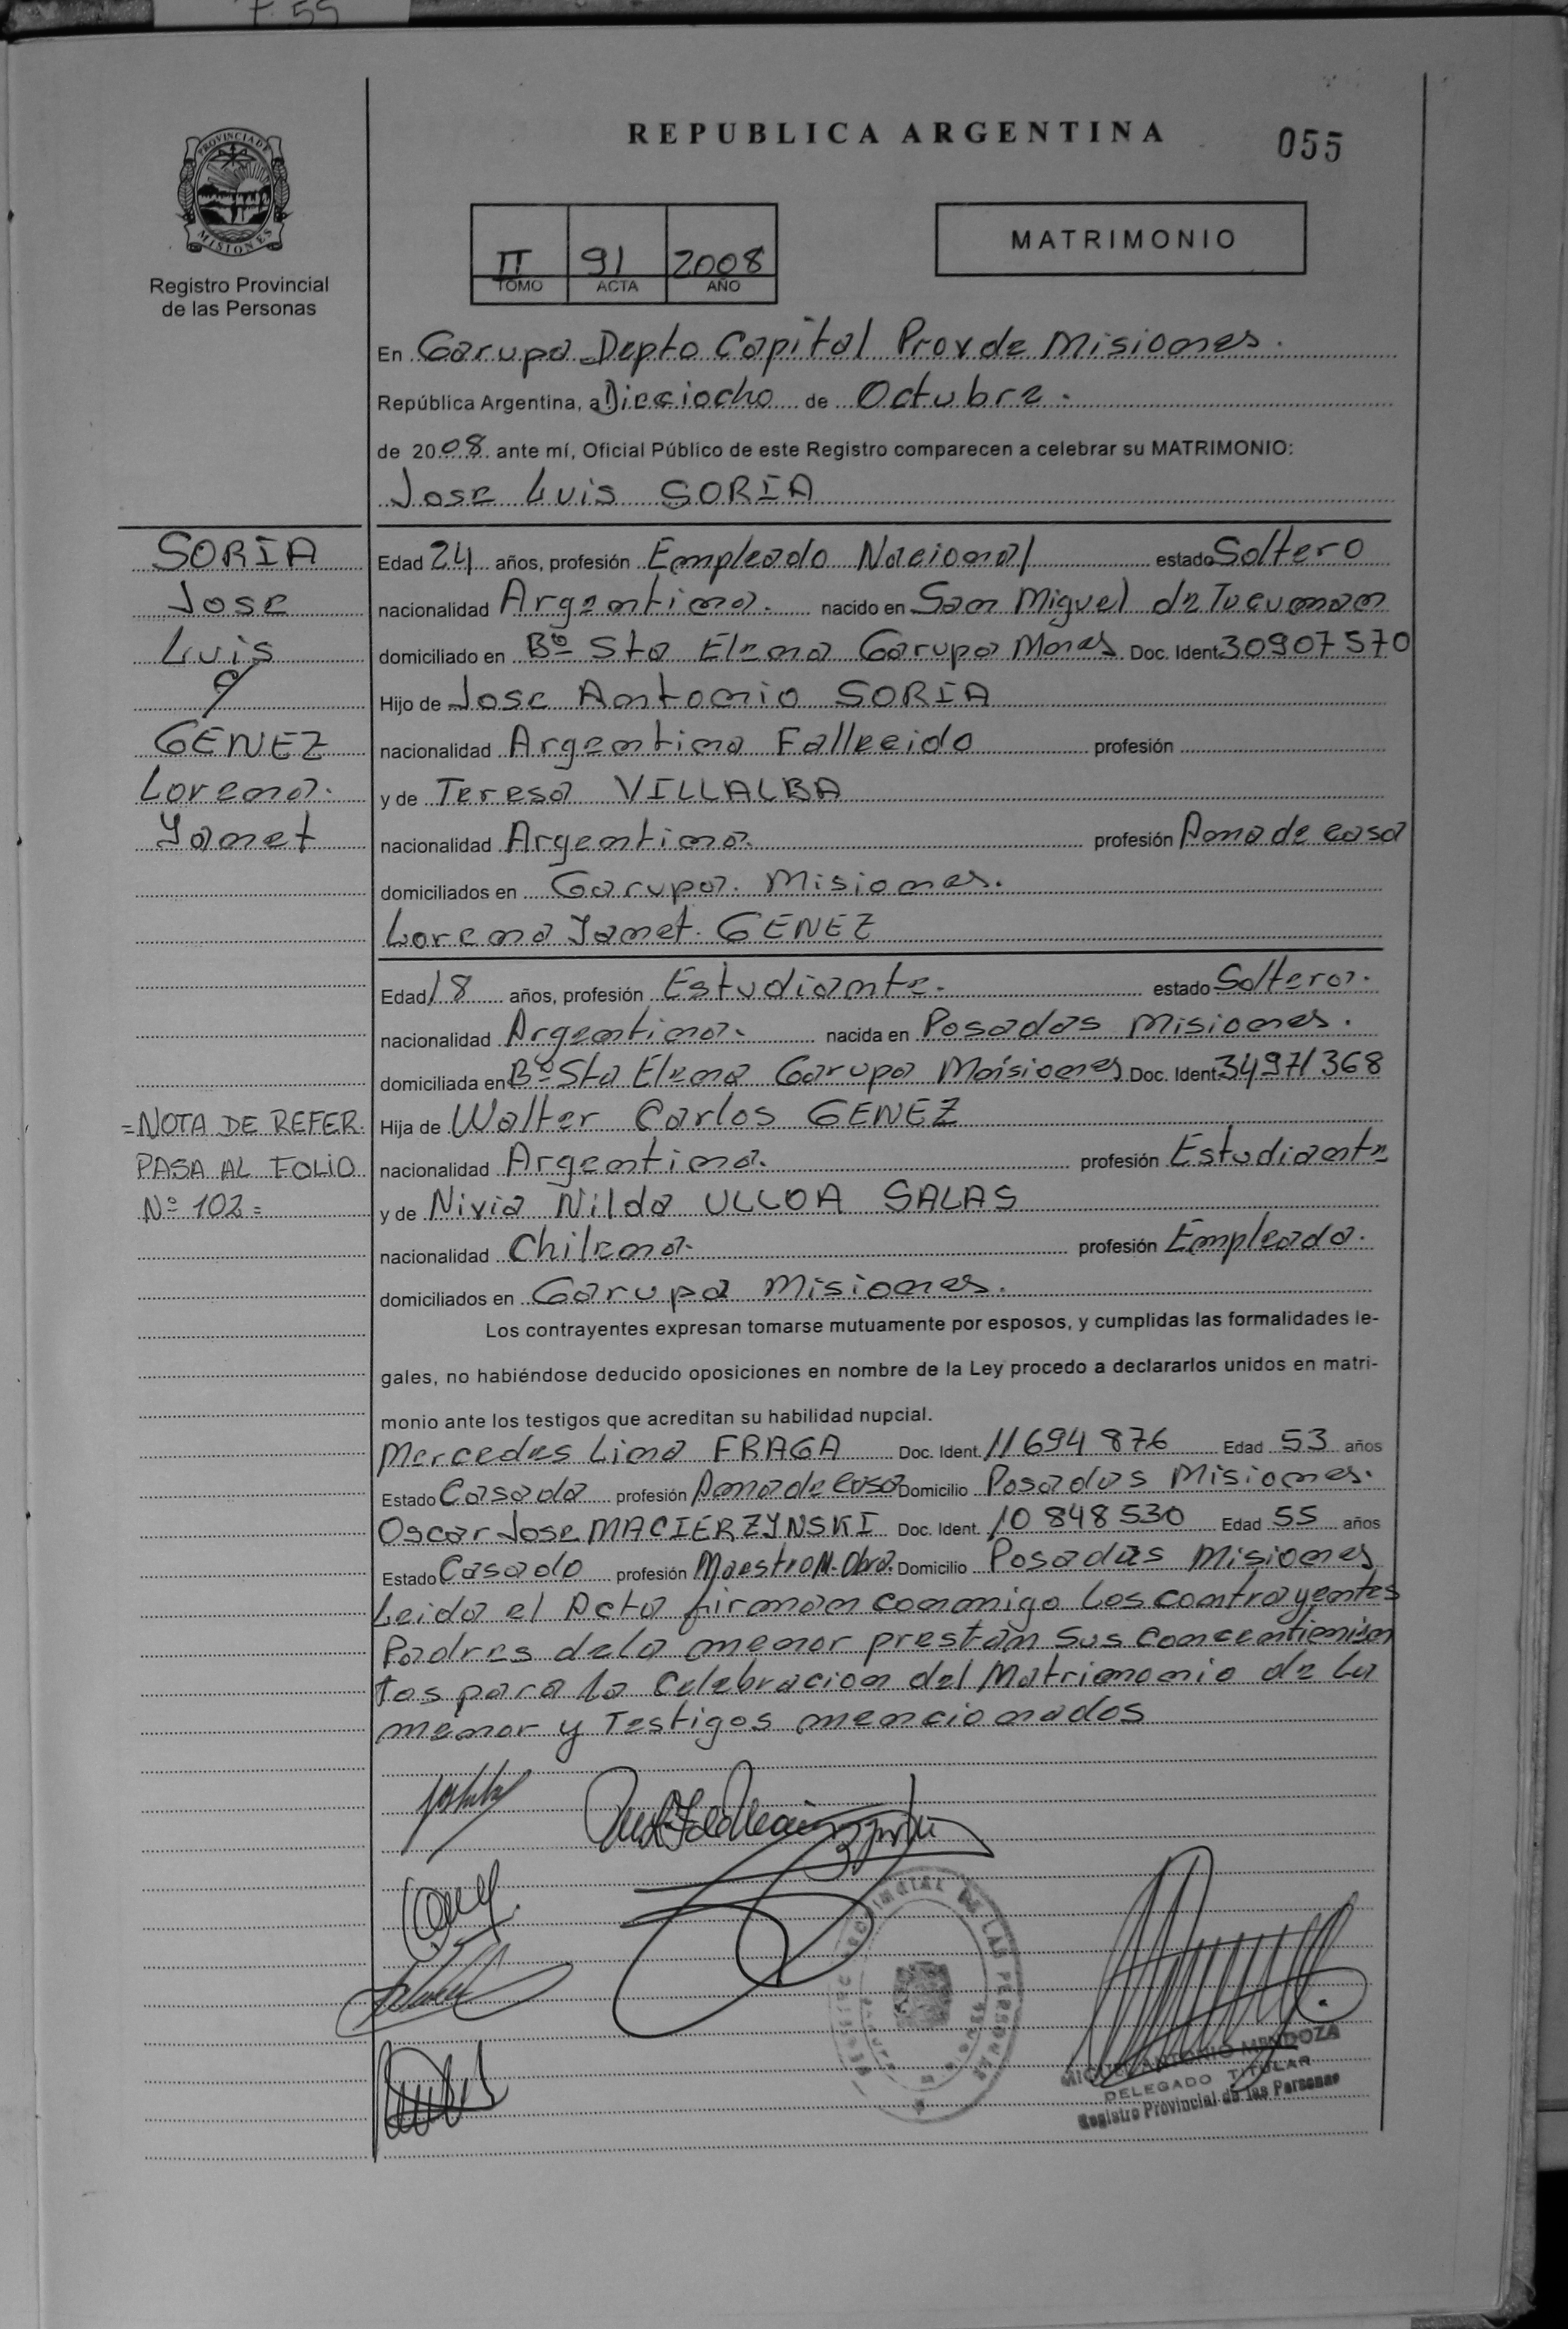 F.55
REPUBLICA ARGENTINA
055
PROVINCIA DE
MISIONES
Registro Provincial
de las Personas
II 91 2008
TOMO ACTA AÑO
MATRIMONIO
En Garupa Depto Capital Prov de Misiones.
República Argentina, a Dieciocho de Octubre.
de 2008 ante mí, Oficial Público de este Registro comparecen a celebrar su MATRIMONIO:
Jose Luis SORIA
SORIA
Jose
Luis
y
GENEZ
Lorena.
Yanet
Edad 24 años, profesión Empleado Nacional estado Soltero
nacionalidad Argentina. nacido en San Miguel de Tucuman
domiciliado en Bº Sta Elena Garupa Mnes. Doc. Ident. 30907570
Hijo de Jose Antonio SORIA
nacionalidad Argentino Fallecido profesión
y de Teresa VILLALBA
nacionalidad Argentina. profesión Ama de casa
domiciliados en Garupa. Misiones.
Lorena Yanet. GENEZ
Edad 18 años, profesión Estudiante. estado Soltera.
nacionalidad Argentina. nacida en Posadas Misiones.
domiciliada en Bº Sta Elena Garupa Misiones Doc. Ident. 34971368
=NOTA DE REFER.
PASA AL FOLIO
Nº 102=
Hija de Walter Carlos GENEZ
nacionalidad Argentina. profesión Estudiante
y de Nivia Nilda ULLOA SALAS
nacionalidad Chilena. profesión Empleada.
domiciliados en Garupa Misiones.
Los contrayentes expresan tomarse mutuamente por esposos, y cumplidas las formalidades le-
gales, no habiéndose deducido oposiciones en nombre de la Ley procedo a declararlos unidos en matri-
monio ante los testigos que acreditan su habilidad nupcial.
Mercedes Lina FRAGA Doc. Ident. 11694876 Edad 53 años
Estado Casada profesión Ama de Casa Domicilio Posadas Misiones.
Oscar Jose MACIERZYNSKI Doc. Ident. 10848530 Edad 55 años
Estado Casado profesión Maestro M. Obra. Domicilio Posadas Misiones
Leida el Acta firman conmigo Los contrayentes
Padres de la menor prestan sus concentimien
tos para la Celebracion del Matrimonio de La
menor y Testigos mencionados
REGISTRO PROVINCIAL DE LAS PERSONAS
MIGUEL ANTONIO MENDOZA
DELEGADO TITULAR
Registro Provincial de las Personas